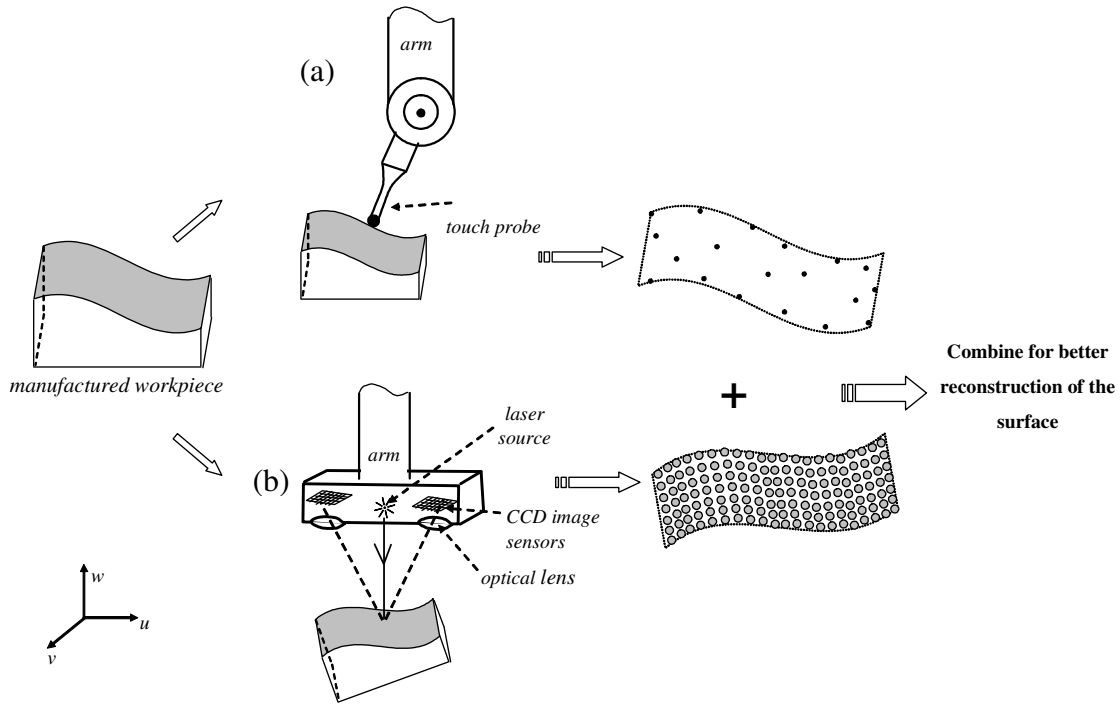 arm
(a)
touch probe
manufactured workpiece
Combine for better
reconstruction of the
surface
+
laser
source
arm
(b)
CCD image
sensors
optical lens
w
u
v